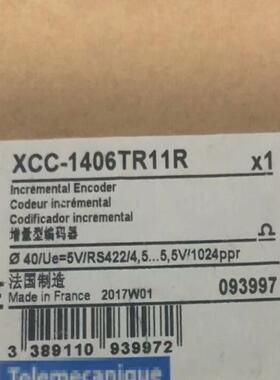 XCC-1406TR11R x1
Incremental Encoder
Codeur incrémental
Codificador incremental
增量型编码器 Ω
Ø 40/Ue=5V/RS422/4,5...5,5V/1024ppr
法国制造
Made in France 2017W01 093997
3 389110 939972
Telemecanique